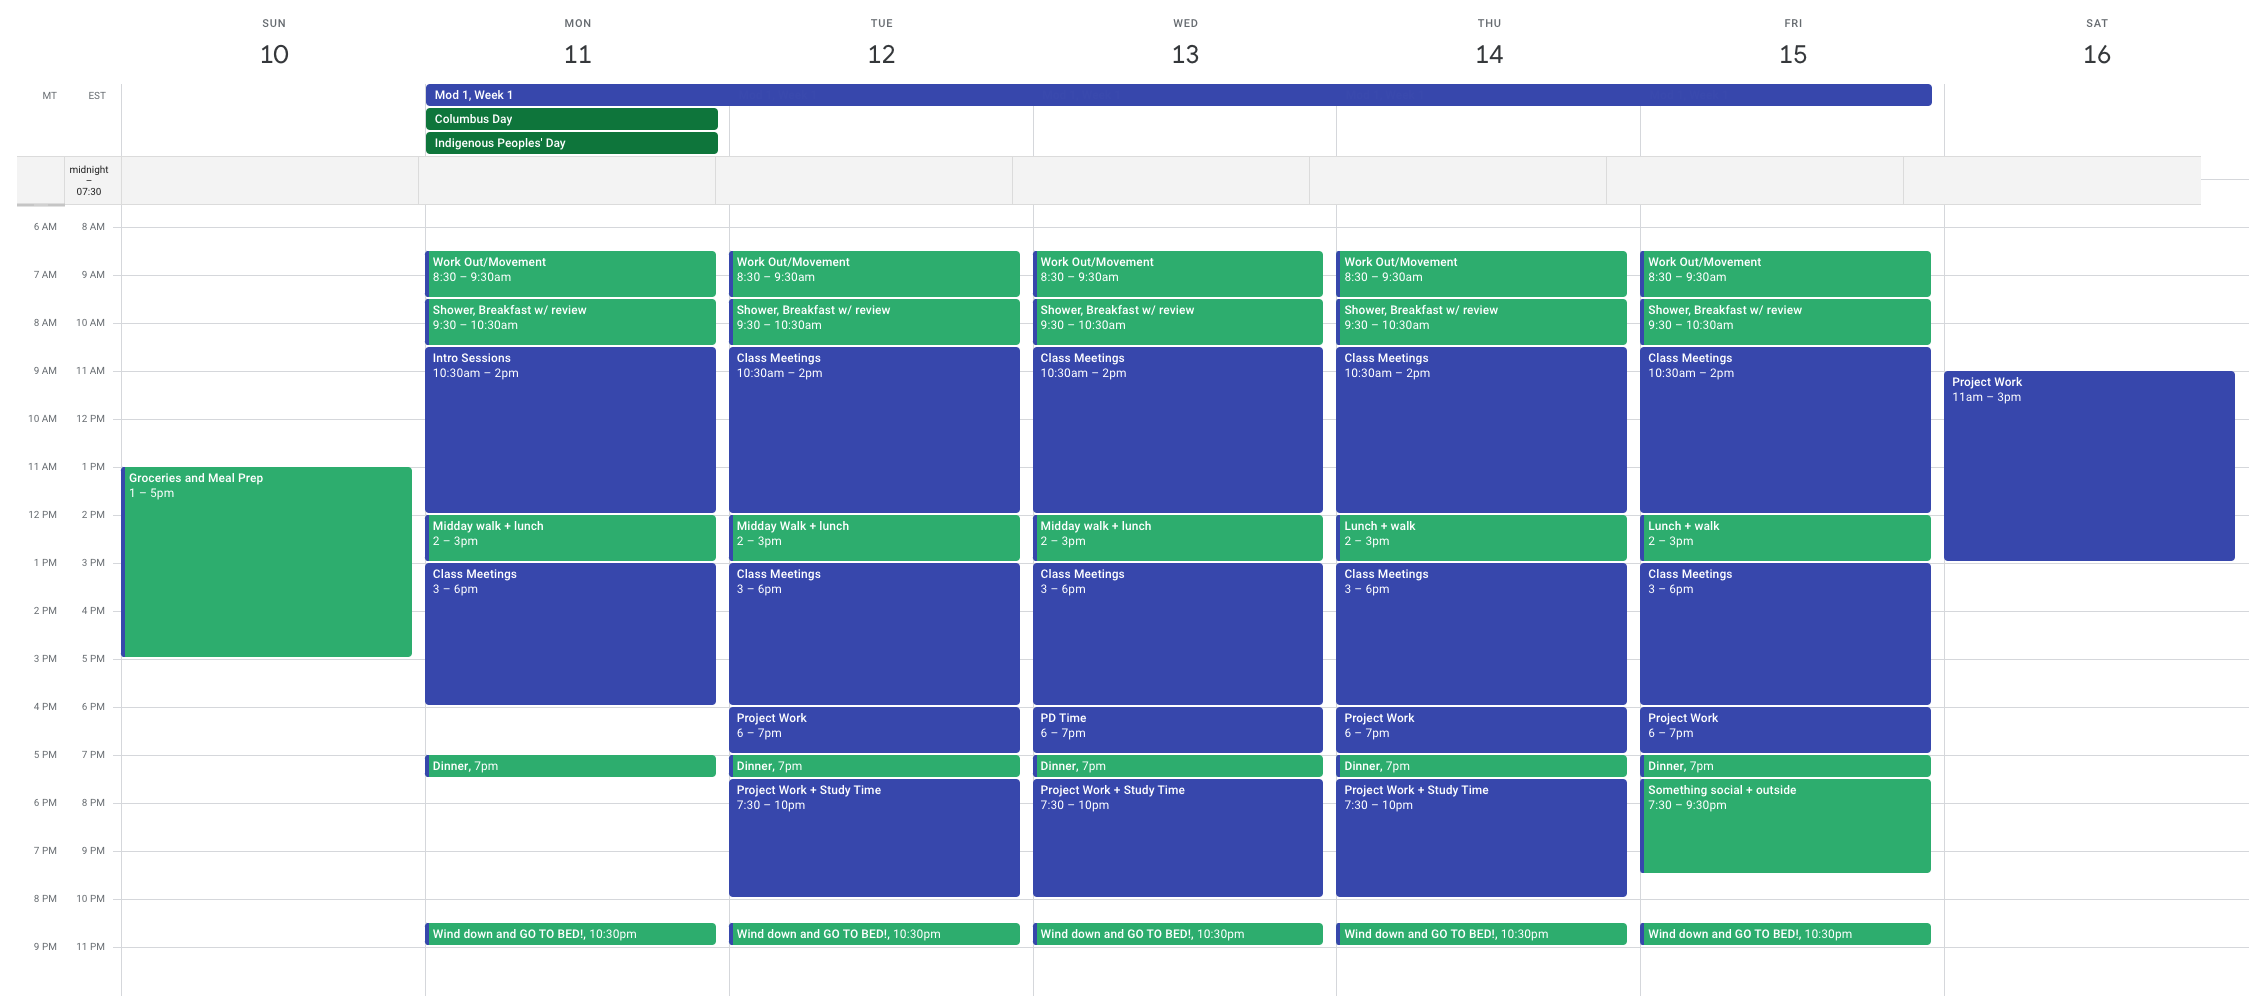 SUN
10
MON
11
TUE
12
WED
13
THU
14
FRI
15
SAT
16
MT
EST
Mod 1, Week 1
Columbus Day
Indigenous Peoples' Day
midnight
–
07:30
6 AM
8 AM
7 AM
9 AM
8 AM
10 AM
9 AM
11 AM
10 AM
12 PM
11 AM
1 PM
12 PM
2 PM
1 PM
3 PM
2 PM
4 PM
3 PM
5 PM
4 PM
6 PM
5 PM
7 PM
6 PM
8 PM
7 PM
9 PM
8 PM
10 PM
9 PM
11 PM
Groceries and Meal Prep
1 – 5pm
Work Out/Movement
8:30 – 9:30am
Shower, Breakfast w/ review
9:30 – 10:30am
Intro Sessions
10:30am – 2pm
Midday walk + lunch
2 – 3pm
Class Meetings
3 – 6pm
Dinner, 7pm
Wind down and GO TO BED!, 10:30pm
Work Out/Movement
8:30 – 9:30am
Shower, Breakfast w/ review
9:30 – 10:30am
Class Meetings
10:30am – 2pm
Midday Walk + lunch
2 – 3pm
Class Meetings
3 – 6pm
Project Work
6 – 7pm
Dinner, 7pm
Project Work + Study Time
7:30 – 10pm
Wind down and GO TO BED!, 10:30pm
Work Out/Movement
8:30 – 9:30am
Shower, Breakfast w/ review
9:30 – 10:30am
Class Meetings
10:30am – 2pm
Midday walk + lunch
2 – 3pm
Class Meetings
3 – 6pm
PD Time
6 – 7pm
Dinner, 7pm
Project Work + Study Time
7:30 – 10pm
Wind down and GO TO BED!, 10:30pm
Work Out/Movement
8:30 – 9:30am
Shower, Breakfast w/ review
9:30 – 10:30am
Class Meetings
10:30am – 2pm
Lunch + walk
2 – 3pm
Class Meetings
3 – 6pm
Project Work
6 – 7pm
Dinner, 7pm
Project Work + Study Time
7:30 – 10pm
Wind down and GO TO BED!, 10:30pm
Work Out/Movement
8:30 – 9:30am
Shower, Breakfast w/ review
9:30 – 10:30am
Class Meetings
10:30am – 2pm
Lunch + walk
2 – 3pm
Class Meetings
3 – 6pm
Project Work
6 – 7pm
Dinner, 7pm
Something social + outside
7:30 – 9:30pm
Wind down and GO TO BED!, 10:30pm
Project Work
11am – 3pm